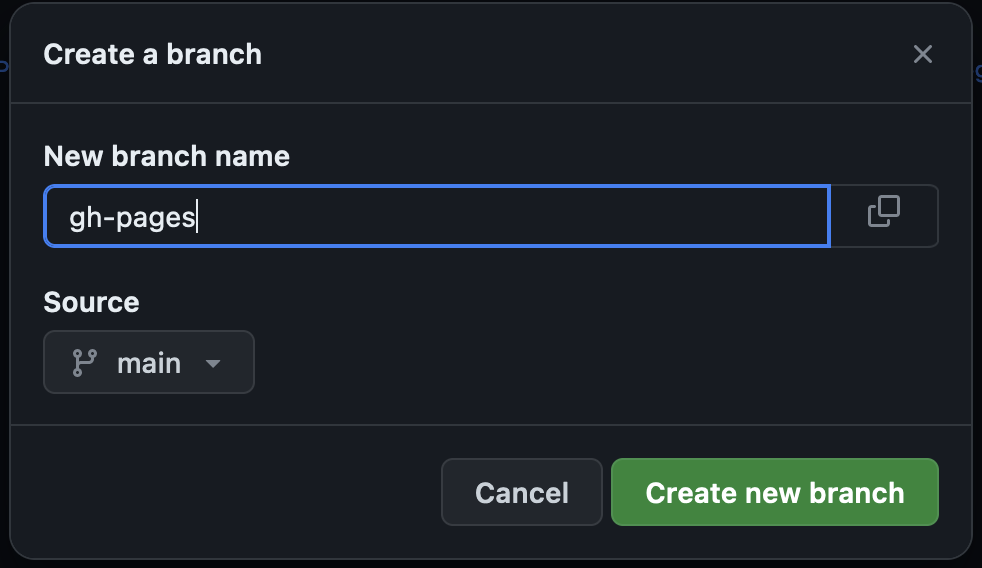 Create a branch
New branch name
gh-pages
Source
main
Cancel
Create new branch